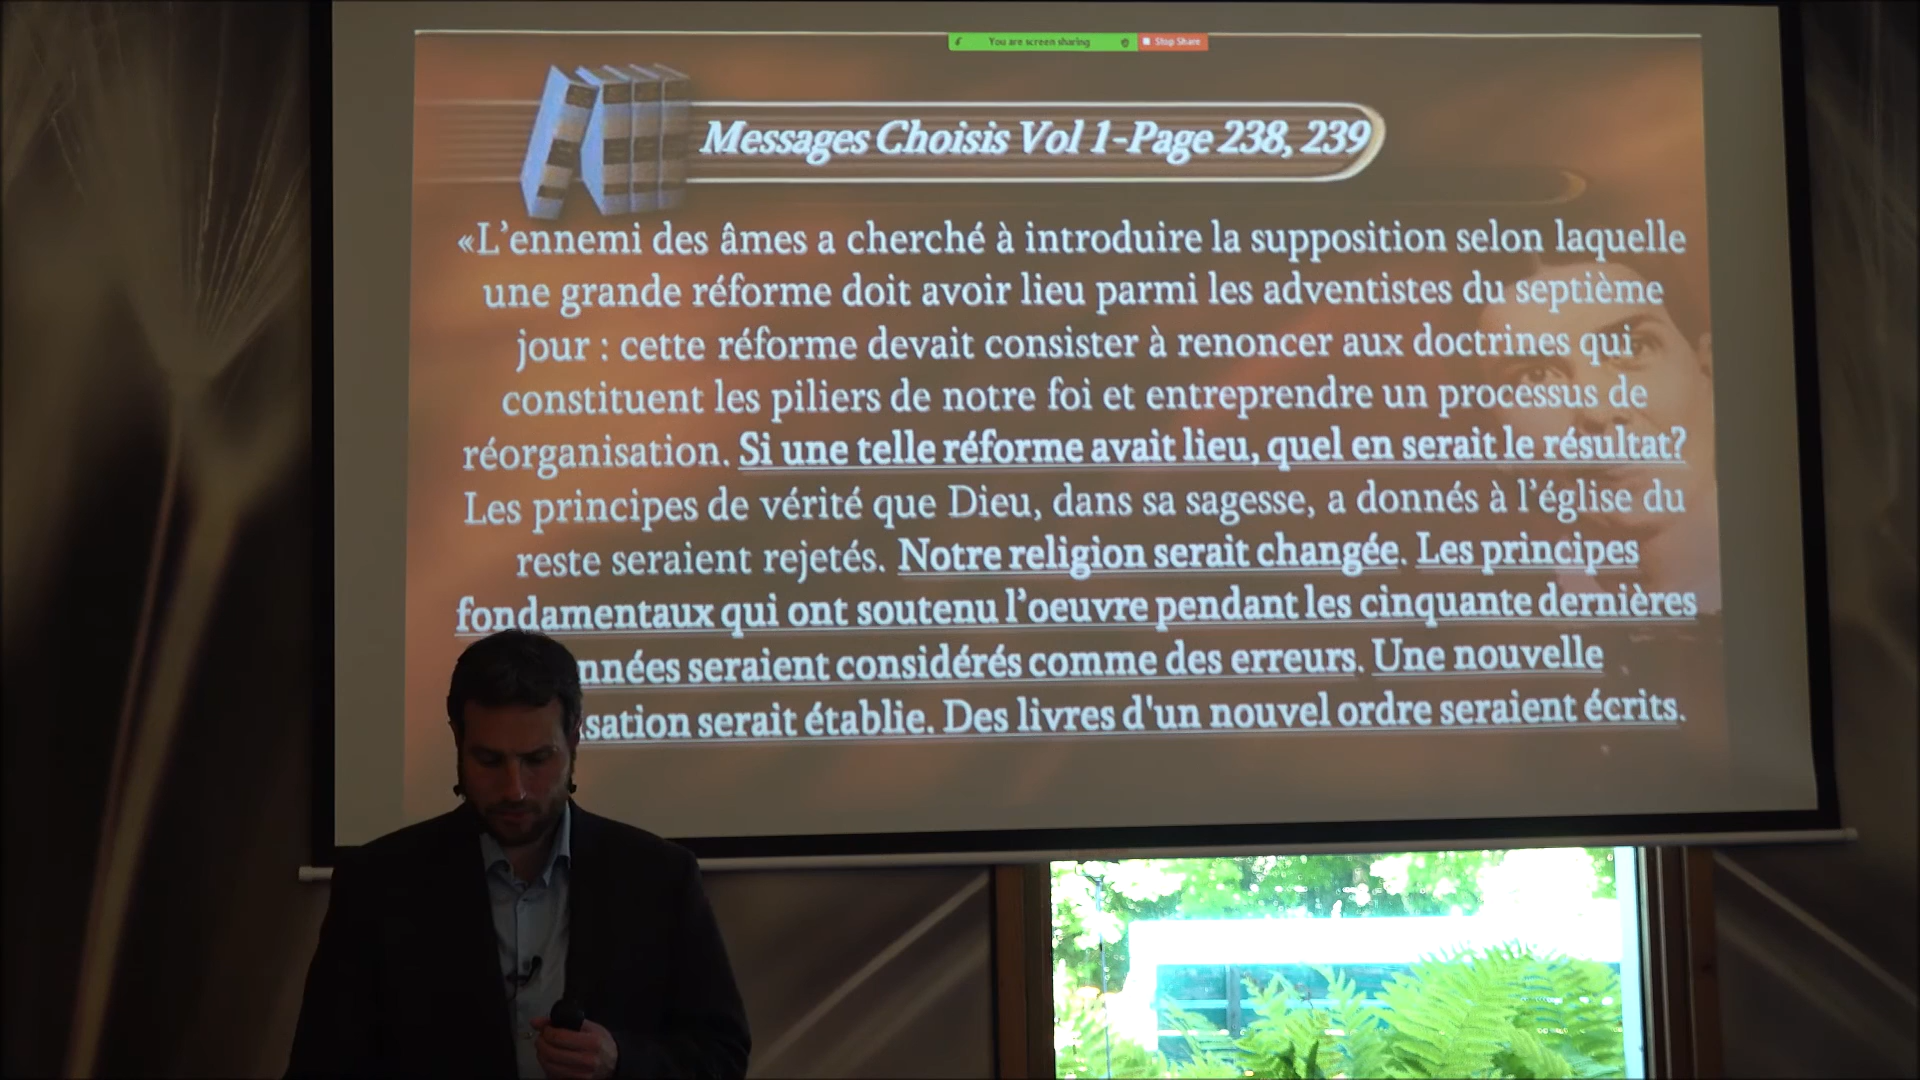 You are screen sharing
Stop Share
Messages Choisis Vol 1-Page 238, 239
«L’ennemi des âmes a cherché à introduire la supposition selon laquelle
une grande réforme doit avoir lieu parmi les adventistes du septième
jour : cette réforme devait consister à renoncer aux doctrines qui
constituent les piliers de notre foi et entreprendre un processus de
réorganisation. Si une telle réforme avait lieu, quel en serait le résultat?
Les principes de vérité que Dieu, dans sa sagesse, a donnés à l’église du
reste seraient rejetés. Notre religion serait changée. Les principes
fondamentaux qui ont soutenu l’oeuvre pendant les cinquante dernières
nnées seraient considérés comme des erreurs. Une nouvelle
sation serait établie. Des livres d'un nouvel ordre seraient écrits.